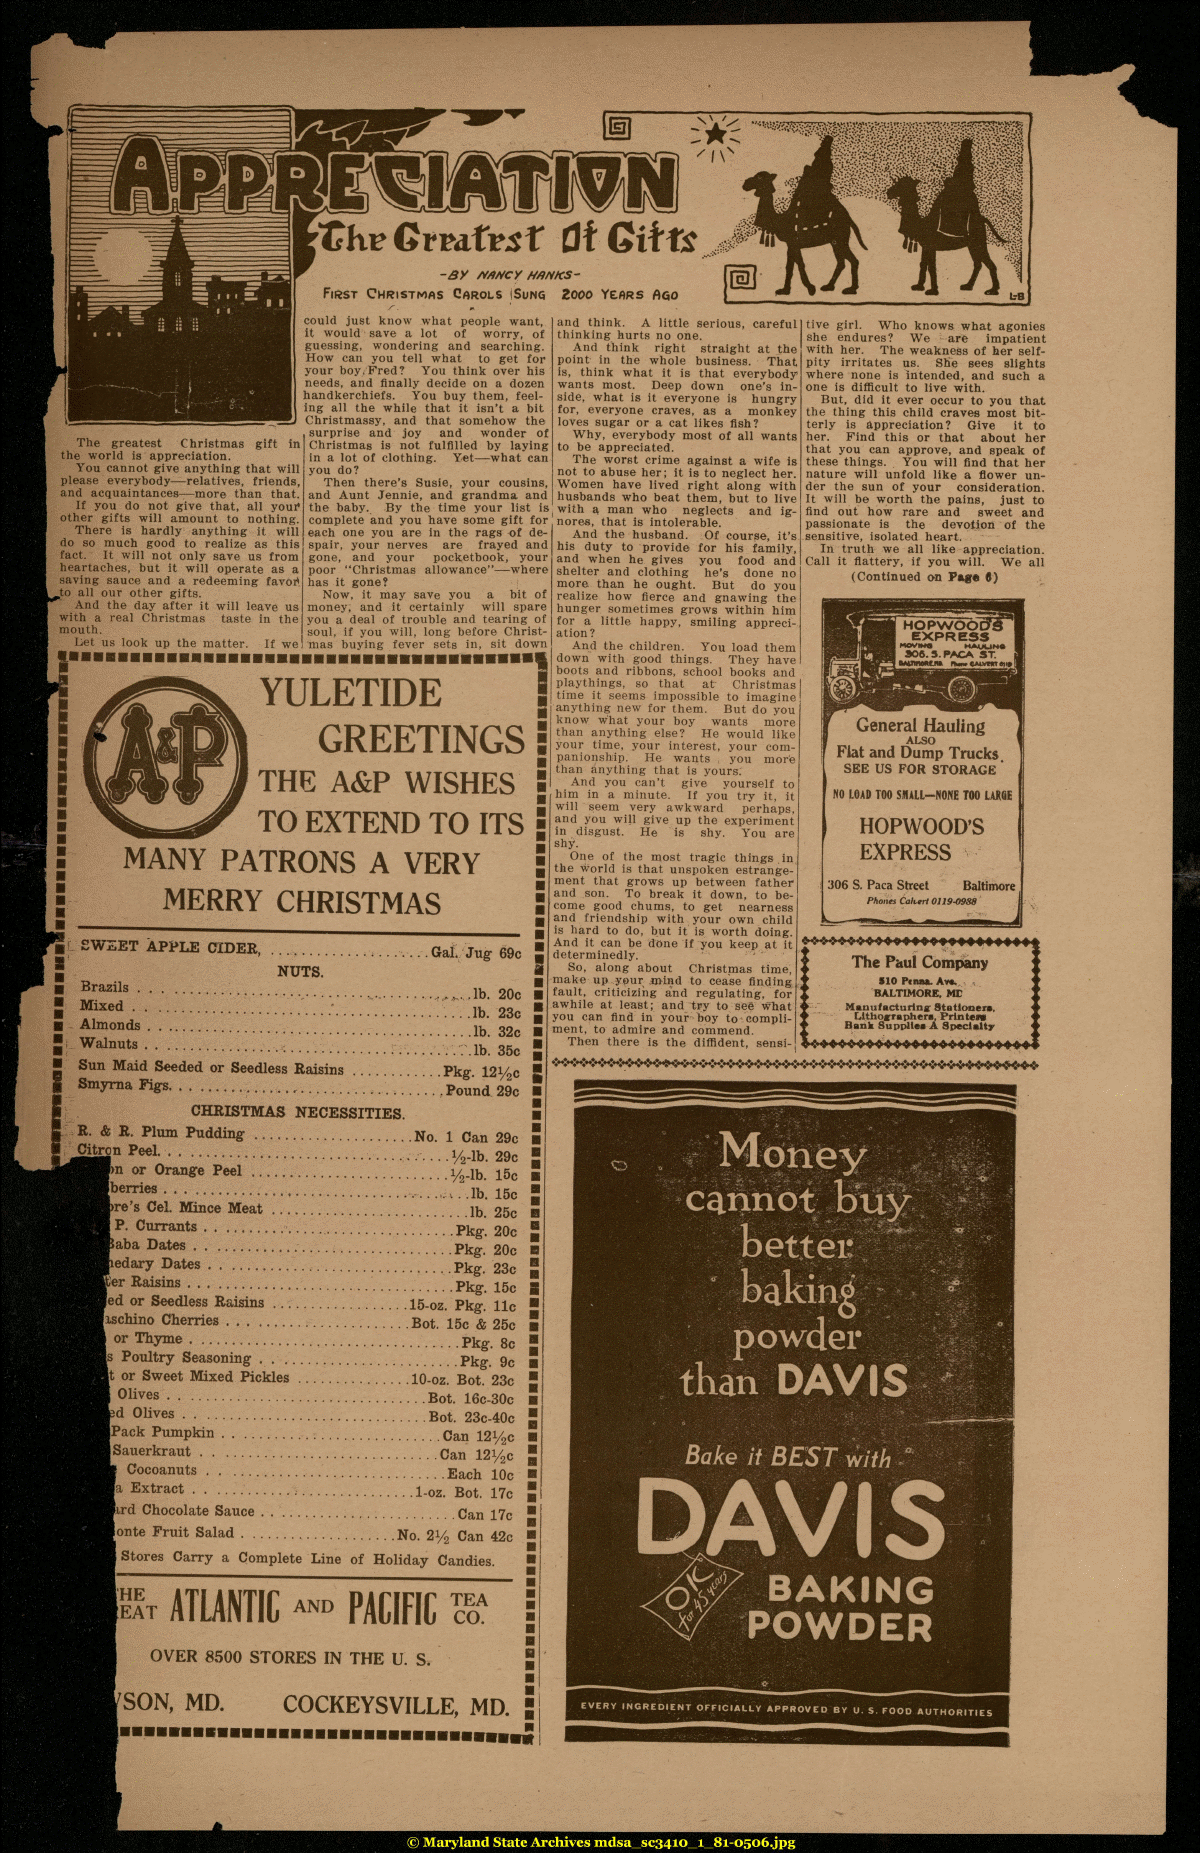 APPRECIATION
The Greatest Of Gifts
-BY NANCY HANKS-
FIRST CHRISTMAS CAROLS SUNG 2000 YEARS AGO
LB
The greatest Christmas gift in
the world is appreciation.
You cannot give anything that will
please everybody—relatives, friends,
and acquaintances—more than that.
If you do not give that, all your
other gifts will amount to nothing.
There is hardly anything it will
do so much good to realize as this
fact. It will not only save us from
heartaches, but it will operate as a
saving sauce and a redeeming favor
to all our other gifts.
And the day after it will leave us
with a real Christmas taste in the
mouth.
Let us look up the matter. If we
could just know what people want,
it would save a lot of worry, of
guessing, wondering and searching.
How can you tell what to get for
your boy Fred? You think over his
needs, and finally decide on a dozen
handkerchiefs. You buy them, feel-
ing all the while that it isn't a bit
Christmassy, and that somehow the
surprise and joy and wonder of
Christmas is not fulfilled by laying
in a lot of clothing. Yet—what can
you do?
Then there's Susie, your cousins,
and Aunt Jennie, and grandma and
the baby. By the time your list is
complete and you have some gift for
each one you are in the rags of de-
spair, your nerves are frayed and
gone, and your pocketbook, your
poor "Christmas allowance"—where
has it gone?
Now, it may save you a bit of
money, and it certainly will spare
you a deal of trouble and tearing of
soul, if you will, long before Christ-
mas buying fever sets in, sit down
and think. A little serious, careful
thinking hurts no one.
And think right straight at the
point in the whole business. That
is, think what it is that everybody
wants most. Deep down one's in-
side, what is it everyone is hungry
for, everyone craves, as a monkey
loves sugar or a cat likes fish?
Why, everybody most of all wants
to be appreciated.
The worst crime against a wife is
not to abuse her; it is to neglect her.
Women have lived right along with
husbands who beat them, but to live
with a man who neglects and ig-
nores, that is intolerable.
And the husband. Of course, it's
his duty to provide for his family,
and when he gives you food and
shelter and clothing he's done no
more than he ought. But do you
realize how fierce and gnawing the
hunger sometimes grows within him
for a little happy, smiling appreci-
ation?
And the children. You load them
down with good things. They have
boots and ribbons, school books and
playthings, so that at Christmas
time it seems impossible to imagine
anything new for them. But do you
know what your boy wants more
than anything else? He would like
your time, your interest, your com-
panionship. He wants you more
than anything that is yours.
And you can't give yourself to
him in a minute. If you try it, it
will seem very awkward perhaps,
and you will give up the experiment
in disgust. He is shy. You are
shy.
One of the most tragic things in
the world is that unspoken estrange-
ment that grows up between father
and son. To break it down, to be-
come good chums, to get nearness
and friendship with your own child
is hard to do, but it is worth doing.
And it can be done if you keep at it
determinedly.
So, along about Christmas time,
make up your mind to cease finding
fault, criticizing and regulating, for
awhile at least; and try to see what
you can find in your boy to compli-
ment, to admire and commend.
Then there is the diffident, sensi-
tive girl. Who knows what agonies
she endures? We are impatient
with her. The weakness of her self-
pity irritates us. She sees slights
where none is intended, and such a
one is difficult to live with.
But, did it ever occur to you that
the thing this child craves most bit-
terly is appreciation? Give it to
her. Find this or that about her
that you can approve, and speak of
these things. You will find that her
nature will unfold like a flower un-
der the sun of your consideration.
It will be worth the pains, just to
find out how rare and sweet and
passionate is the devotion of the
sensitive, isolated heart.
In truth we all like appreciation.
Call it flattery, if you will. We all
(Continued on Page 6)
A&P
YULETIDE
GREETINGS
THE A&P WISHES
TO EXTEND TO ITS
MANY PATRONS A VERY
MERRY CHRISTMAS
SWEET APPLE CIDER, ..................... Gal. Jug 69c
NUTS.
Brazils ..................... lb. 20c
Mixed ..................... lb. 23c
Almonds ..................... lb. 32c
Walnuts ..................... lb. 35c
Sun Maid Seeded or Seedless Raisins ............ Pkg. 12½c
Smyrna Figs. ..................... Pound 29c
CHRISTMAS NECESSITIES.
R. & R. Plum Pudding ..................... No. 1 Can 29c
Citron Peel. ..................... ½-lb. 29c
on or Orange Peel ..................... ½-lb. 15c
berries ..................... lb. 15c
ore's Cel. Mince Meat ..................... lb. 25c
P. Currants ..................... Pkg. 20c
Baba Dates ..................... Pkg. 20c
nedary Dates ..................... Pkg. 23c
ter Raisins ..................... Pkg. 15c
ed or Seedless Raisins ................. 15-oz. Pkg. 11c
aschino Cherries ..................... Bot. 15c & 25c
or Thyme ..................... Pkg. 8c
s Poultry Seasoning ..................... Pkg. 9c
t or Sweet Mixed Pickles .............. 10-oz. Bot. 23c
Olives ..................... Bot. 16c-30c
ed Olives ..................... Bot. 23c-40c
Pack Pumpkin ..................... Can 12½c
Sauerkraut ..................... Can 12½c
Cocoanuts ..................... Each 10c
a Extract ..................... 1-oz. Bot. 17c
ard Chocolate Sauce ..................... Can 17c
onte Fruit Salad .................... No. 2½ Can 42c
Stores Carry a Complete Line of Holiday Candies.
HE
EAT ATLANTIC AND PACIFIC TEA
CO.
OVER 8500 STORES IN THE U. S.
SON, MD. COCKEYSVILLE, MD.
HOPWOOD'S
EXPRESS
MOVING HAULING
306. S. PACA ST.
BALTIMORE, MD. Phone CALVERT 0119
General Hauling
ALSO
Flat and Dump Trucks.
SEE US FOR STORAGE
NO LOAD TOO SMALL—NONE TOO LARGE
HOPWOOD'S
EXPRESS
306 S. Paca Street Baltimore
Phones Calvert 0119-0988
The Paul Company
510 Penna. Ave.
BALTIMORE, MD
Manufacturing Stationers,
Lithographers, Printers
Bank Supplies A Specialty
Money
cannot buy
better
baking
powder
than DAVIS
Bake it BEST with
DAVIS
OK
for 45 years
BAKING
POWDER
EVERY INGREDIENT OFFICIALLY APPROVED BY U. S. FOOD AUTHORITIES
© Maryland State Archives mdsa_sc3410_1_81-0506.jpg